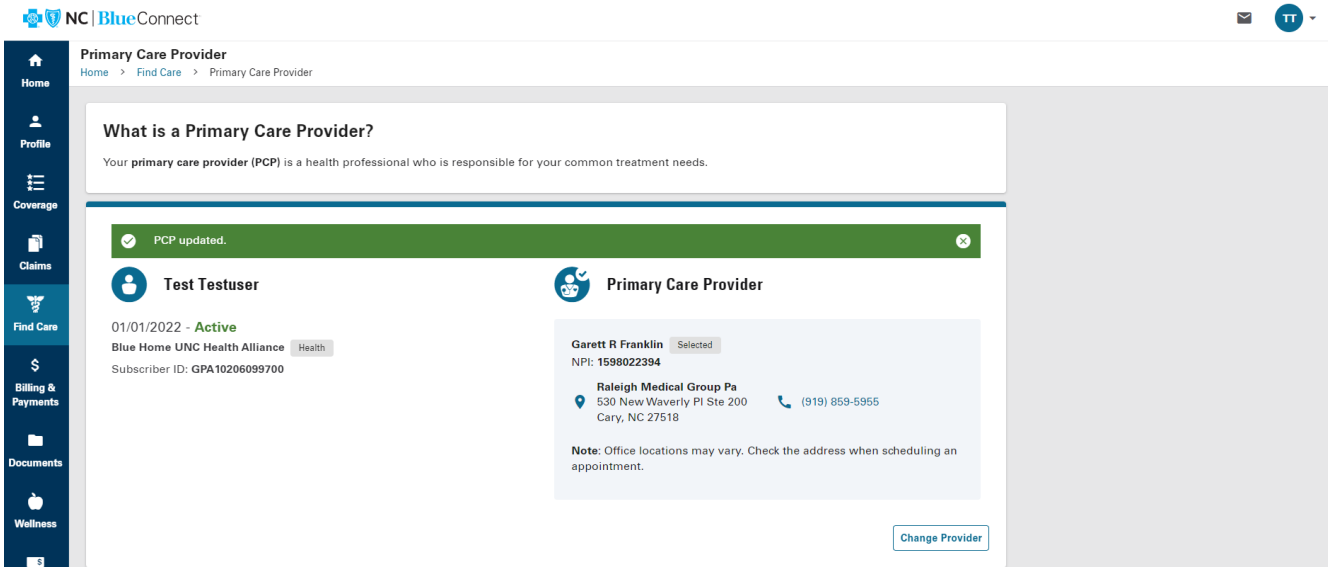 NC | BlueConnect
TT
Home
Profile
Coverage
Claims
Find Care
$
Billing &
Payments
Documents
Wellness
$
Primary Care Provider
Home > Find Care > Primary Care Provider
What is a Primary Care Provider?
Your primary care provider (PCP) is a health professional who is responsible for your common treatment needs.
PCP updated.
Test Testuser
01/01/2022 - Active
Blue Home UNC Health Alliance Health
Subscriber ID: GPA10206099700
Primary Care Provider
Garett R Franklin Selected
NPI: 1598022394
Raleigh Medical Group Pa
530 New Waverly Pl Ste 200
Cary, NC 27518
(919) 859-5955
Note: Office locations may vary. Check the address when scheduling an
appointment.
Change Provider